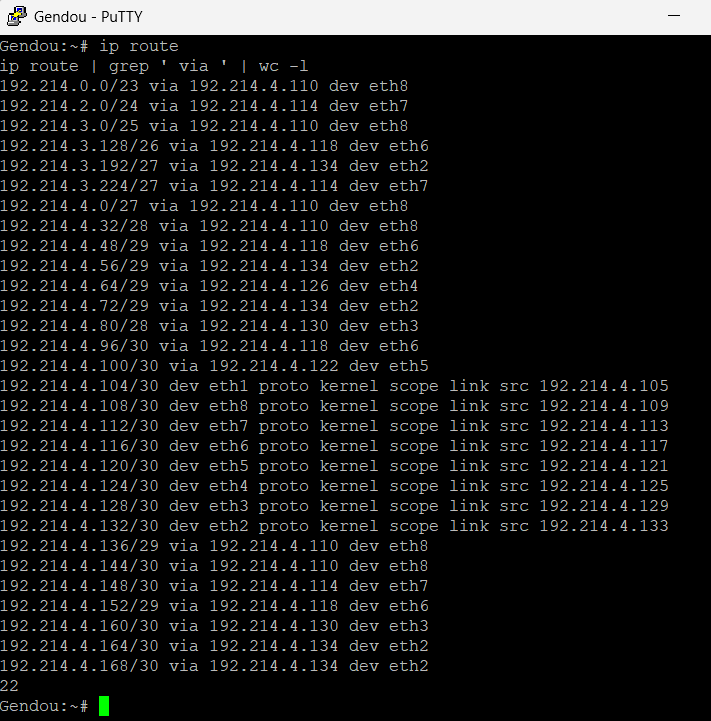 Gendou - PuTTY
Gendou:~# ip route
ip route | grep ' via ' | wc -l
192.214.0.0/23 via 192.214.4.110 dev eth8
192.214.2.0/24 via 192.214.4.114 dev eth7
192.214.3.0/25 via 192.214.4.110 dev eth8
192.214.3.128/26 via 192.214.4.118 dev eth6
192.214.3.192/27 via 192.214.4.134 dev eth2
192.214.3.224/27 via 192.214.4.114 dev eth7
192.214.4.0/27 via 192.214.4.110 dev eth8
192.214.4.32/28 via 192.214.4.110 dev eth8
192.214.4.48/29 via 192.214.4.118 dev eth6
192.214.4.56/29 via 192.214.4.134 dev eth2
192.214.4.64/29 via 192.214.4.126 dev eth4
192.214.4.72/29 via 192.214.4.134 dev eth2
192.214.4.80/28 via 192.214.4.130 dev eth3
192.214.4.96/30 via 192.214.4.118 dev eth6
192.214.4.100/30 via 192.214.4.122 dev eth5
192.214.4.104/30 dev eth1 proto kernel scope link src 192.214.4.105
192.214.4.108/30 dev eth8 proto kernel scope link src 192.214.4.109
192.214.4.112/30 dev eth7 proto kernel scope link src 192.214.4.113
192.214.4.116/30 dev eth6 proto kernel scope link src 192.214.4.117
192.214.4.120/30 dev eth5 proto kernel scope link src 192.214.4.121
192.214.4.124/30 dev eth4 proto kernel scope link src 192.214.4.125
192.214.4.128/30 dev eth3 proto kernel scope link src 192.214.4.129
192.214.4.132/30 dev eth2 proto kernel scope link src 192.214.4.133
192.214.4.136/29 via 192.214.4.110 dev eth8
192.214.4.144/30 via 192.214.4.110 dev eth8
192.214.4.148/30 via 192.214.4.114 dev eth7
192.214.4.152/29 via 192.214.4.118 dev eth6
192.214.4.160/30 via 192.214.4.130 dev eth3
192.214.4.164/30 via 192.214.4.134 dev eth2
192.214.4.168/30 via 192.214.4.134 dev eth2
22
Gendou:~#